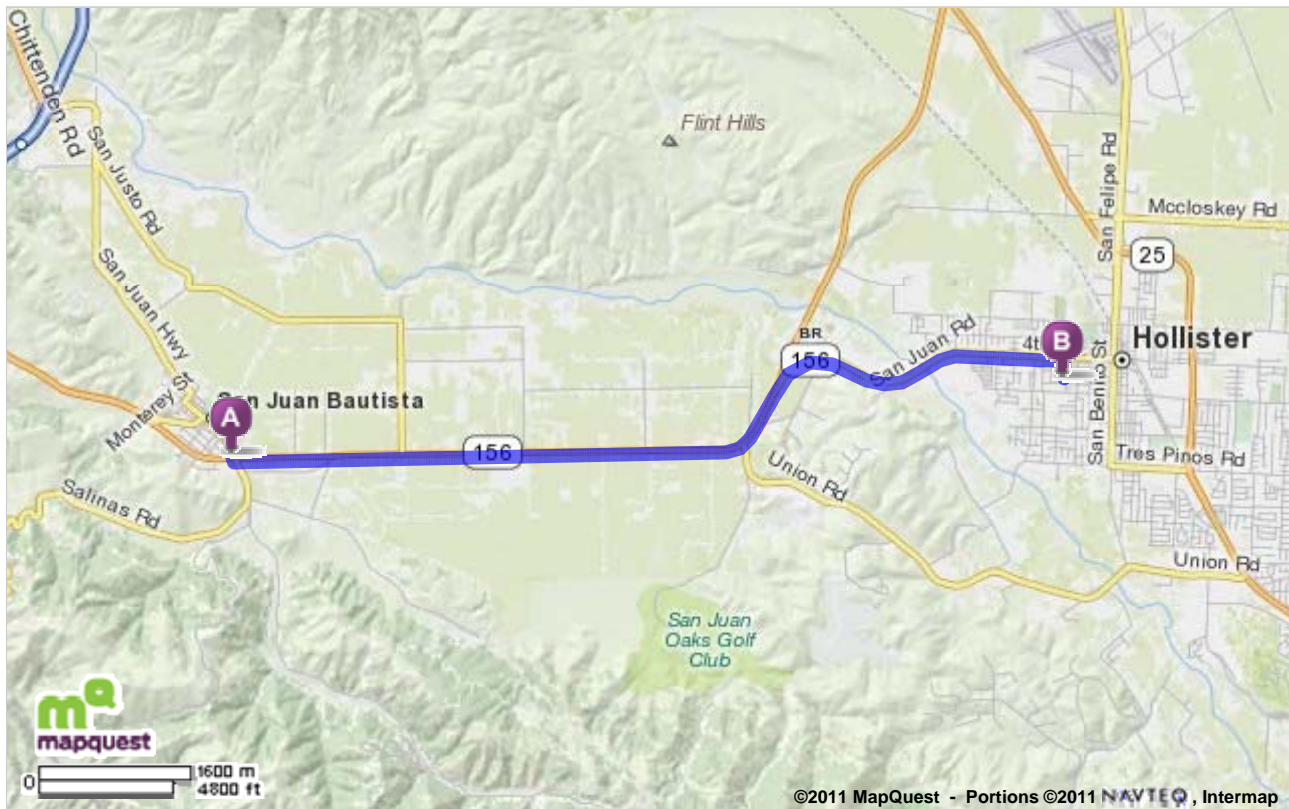 Chittenden Rd
San Justo Rd
San Juan Hwy
Monterey St
San Juan Bautista
A
Salinas Rd
156
Flint Hills
BR
156
San Juan Rd
4t
B
Hollister
San Felipe Rd
Mccloskey Rd
25
San Benito St
Tres Pinos Rd
Union Rd
Union Rd
San Juan
Oaks Golf
Club
mq
mapquest
0
1600 m
4800 ft
©2011 MapQuest - Portions ©2011 NAVTEQ , Intermap